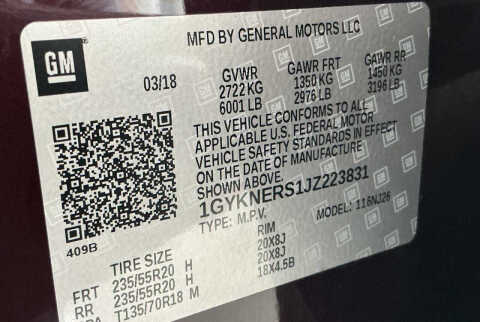 MFD BY GENERAL MOTORS LLC
GM
03/18 GVWR GAWR FRT GAWR RR
2722 KG 1350 KG 1450 KG
6001 LB 2976 LB 3196 LB
THIS VEHICLE CONFORMS TO ALL
APPLICABLE U.S. FEDERAL MOTOR
VEHICLE SAFETY STANDARDS IN EFFECT
ON THE DATE OF MANUFACTURE
SHOWN ABOVE.
1GYKNERS1JZ223831
TYPE: M.P.V. MODEL: 116NJ26
409B
TIRE SIZE RIM
FRT 235/55R20 H 20X8J
RR 235/55R20 H 20X8J
T135/70R18 M 18X4.5B